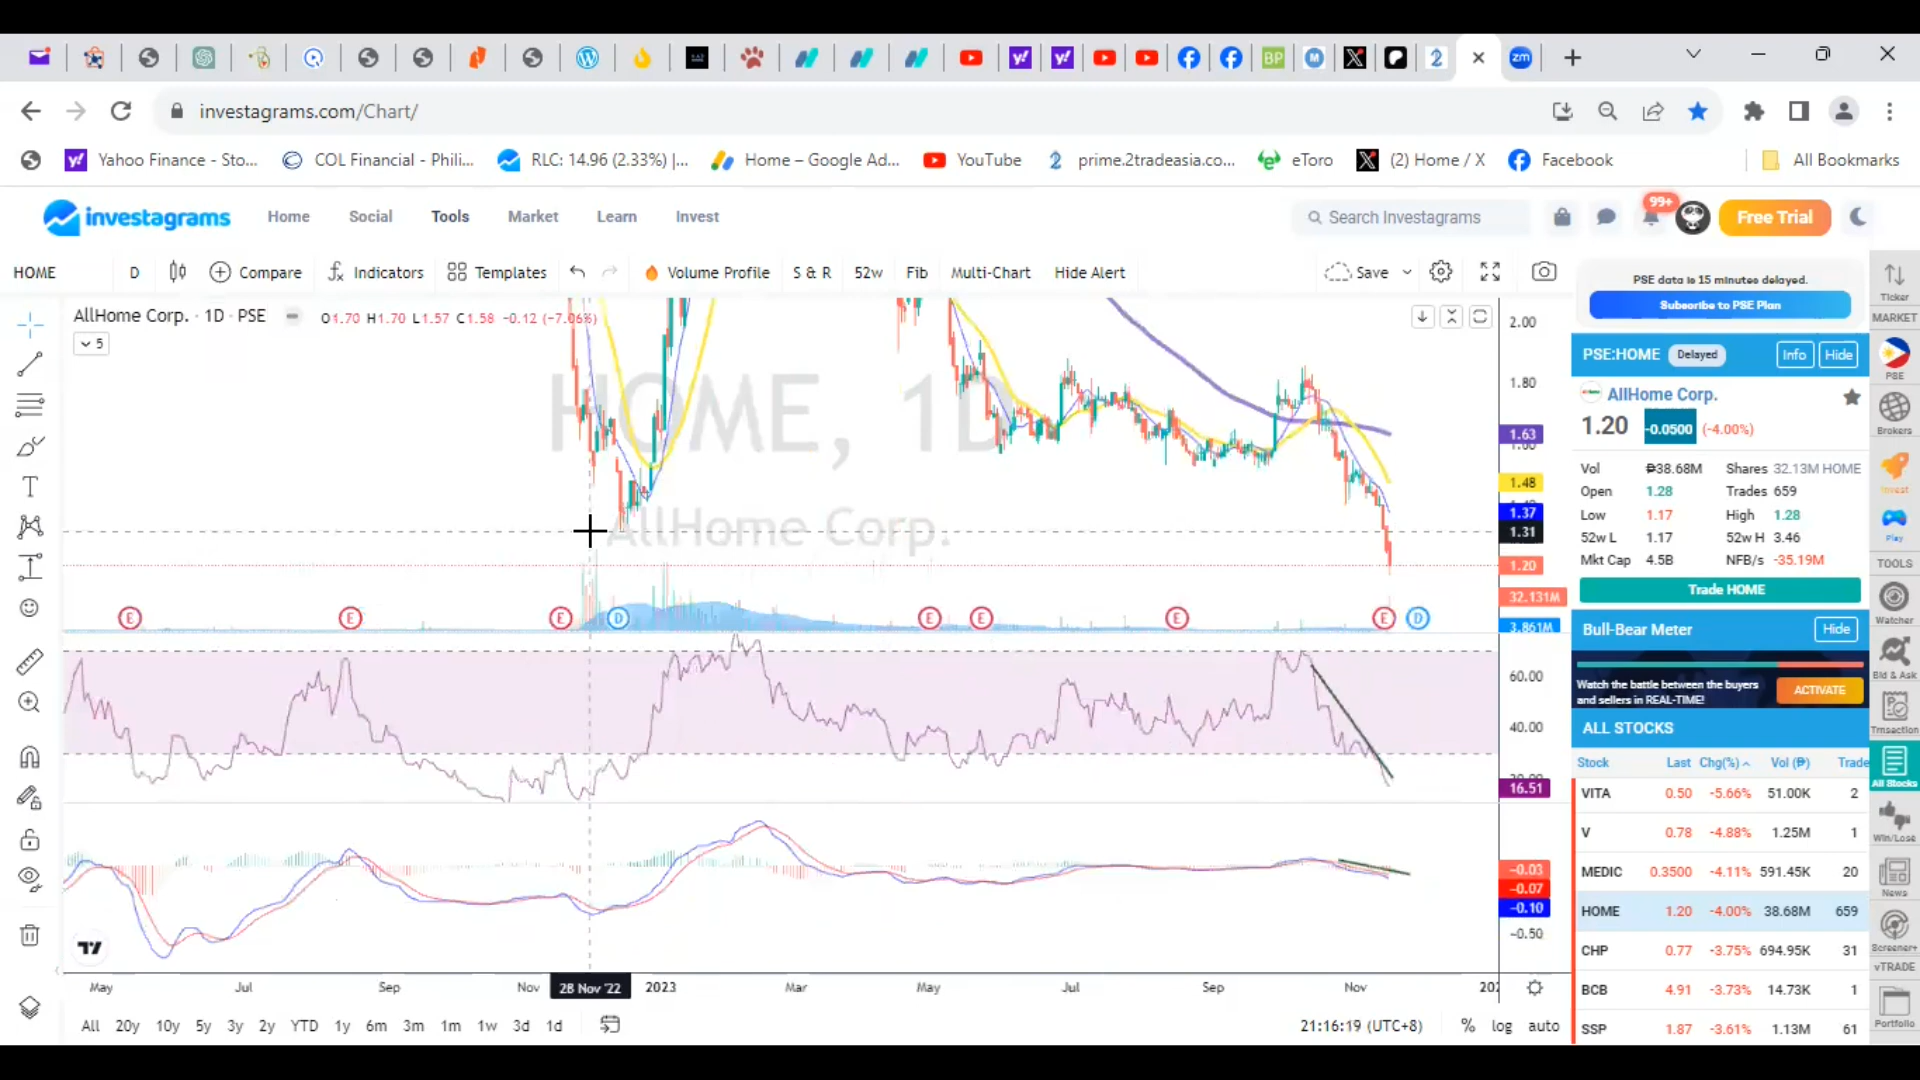 investagrams.com/Chart/
Yahoo Finance - Sto...
COL Financial - Phili...
RLC: 14.96 (2.33%) |...
Home – Google Ad...
YouTube
prime.2tradeasia.co...
eToro
(2) Home / X
Facebook
All Bookmarks
investagrams
Home Social Tools Market Learn Invest
Search Investagrams
99+
Free Trial
HOME D Compare Indicators Templates Volume Profile S & R 52w Fib Multi-Chart Hide Alert Save
AllHome Corp. · 1D · PSE O1.70 H1.70 L1.57 C1.58 -0.12 (-7.06%)
5
HOME, 1D
AllHome Corp.
2.00
1.80
1.63
1.48
1.37
1.31
1.20
32.131M
3.861M
E E E D E E E E D
60.00
40.00
16.51
-0.03
-0.07
-0.10
-0.50
May Jul Sep Nov 28 Nov '22 2023 Mar May Jul Sep Nov
All 20y 10y 5y 3y 2y YTD 1y 6m 3m 1m 1w 3d 1d
21:16:19 (UTC+8) % log auto
PSE data is 15 minutes delayed.
Subscribe to PSE Plan
PSE:HOME Delayed Info Hide
AllHome Corp.
1.20 -0.0500 (-4.00%)
Vol ₱38.68M Shares 32.13M HOME
Open 1.28 Trades 659
Low 1.17 High 1.28
52w L 1.17 52w H 3.46
Mkt Cap 4.5B NFB/s -35.19M
Trade HOME
Bull-Bear Meter Hide
Watch the battle between the buyers
and sellers in REAL-TIME!
ACTIVATE
ALL STOCKS
Stock Last Chg(%) Vol (₱) Trade
VITA 0.50 -5.66% 51.00K 2
V 0.78 -4.88% 1.25M 1
MEDIC 0.3500 -4.11% 591.45K 20
HOME 1.20 -4.00% 38.68M 659
CHP 0.77 -3.75% 694.95K 31
BCB 4.91 -3.73% 14.73K 1
SSP 1.87 -3.61% 1.13M 61
Ticker
MARKET
PSE
Brokers
Invest
Play
TOOLS
Watcher
Bid & Ask
Trnsaction
All Stocks
Win/Lose
News
Screener+
vTRADE
Portfolio